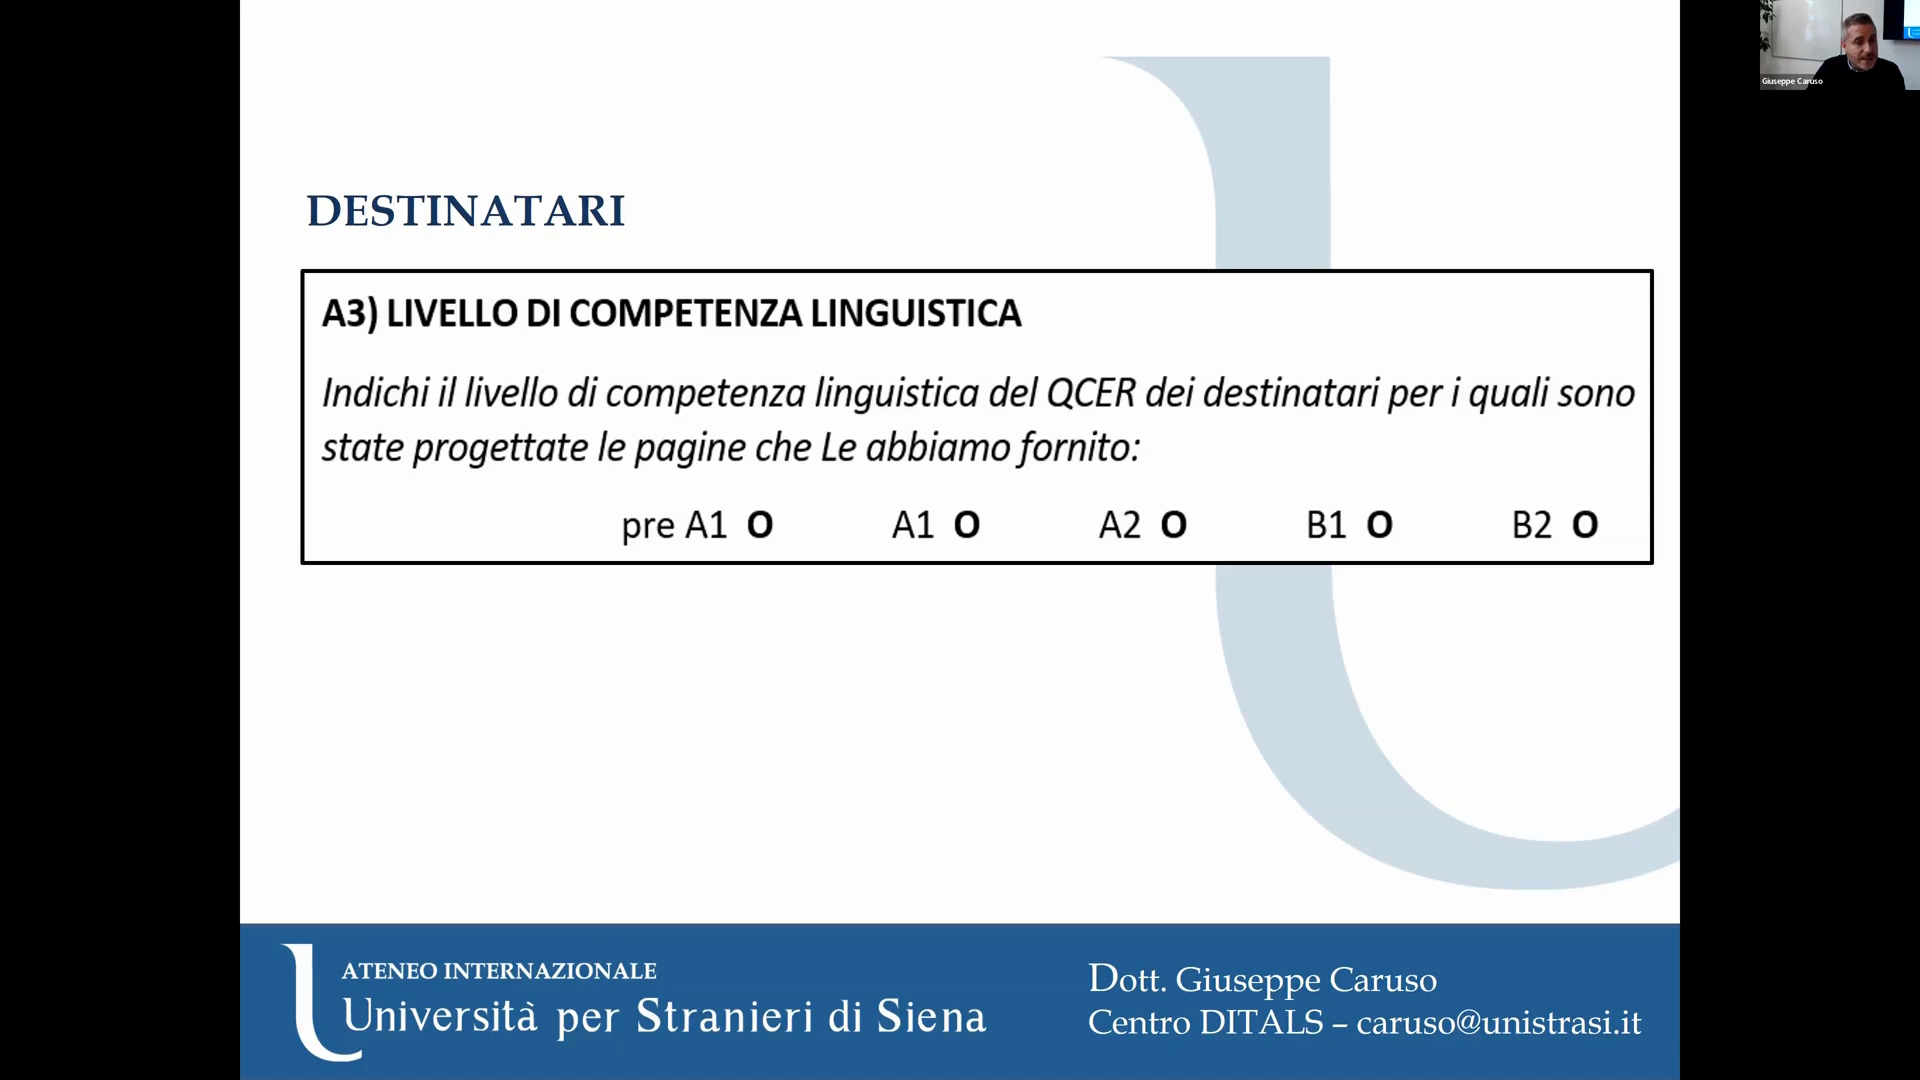 Giuseppe Caruso
DESTINATARI
A3) LIVELLO DI COMPETENZA LINGUISTICA
Indichi il livello di competenza linguistica del QCER dei destinatari per i quali sono
state progettate le pagine che Le abbiamo fornito:
pre A1 O A1 O A2 O B1 O B2 O
ATENEO INTERNAZIONALE
Università per Stranieri di Siena
Dott. Giuseppe Caruso
Centro DITALS – caruso@unistrasi.it